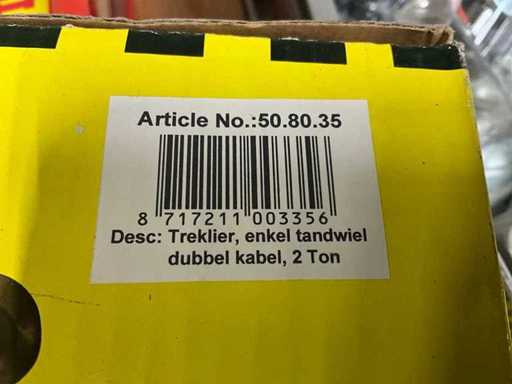 Article No.:50.80.35
8 717211 003356
Desc: Treklier, enkel tandwiel
dubbel kabel, 2 Ton